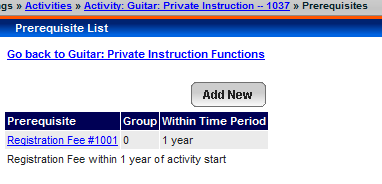 gs » Activities » Activity: Guitar: Private Instruction -- 1037 » Prerequisites
Prerequisite List
Go back to Guitar: Private Instruction Functions
Add New
Prerequisite Group Within Time Period
Registration Fee #1001 0 1 year
Registration Fee within 1 year of activity start